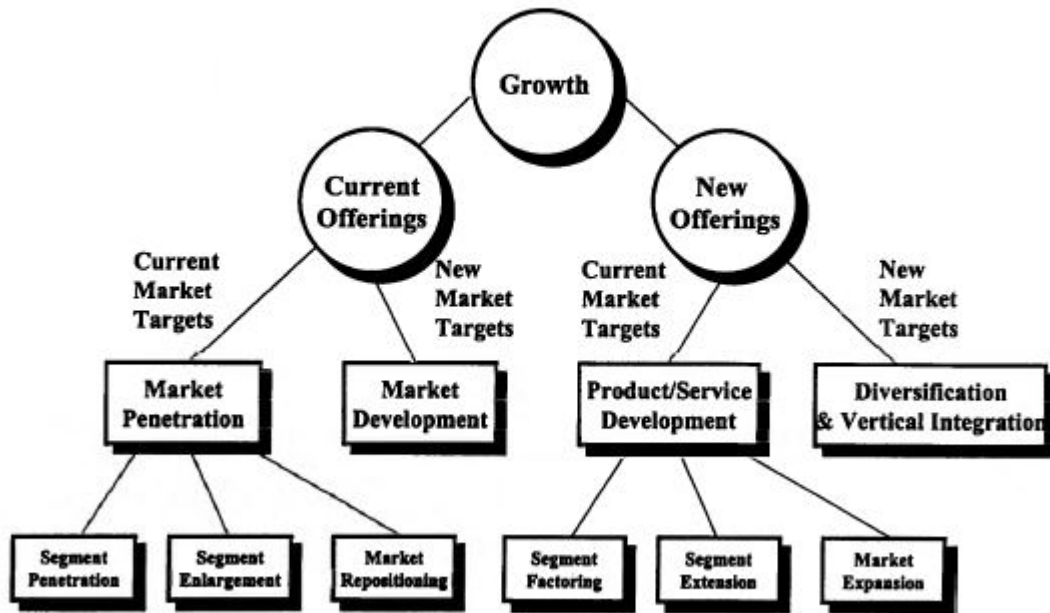 Growth
Current
Offerings
New
Offerings
Current
Market
Targets
New
Market
Targets
Current
Market
Targets
New
Market
Targets
Market
Penetration
Market
Development
Product/Service
Development
Diversification
& Vertical Integration
Segment
Penetration
Segment
Enlargement
Market
Repositioning
Segment
Factoring
Segment
Extension
Market
Expansion